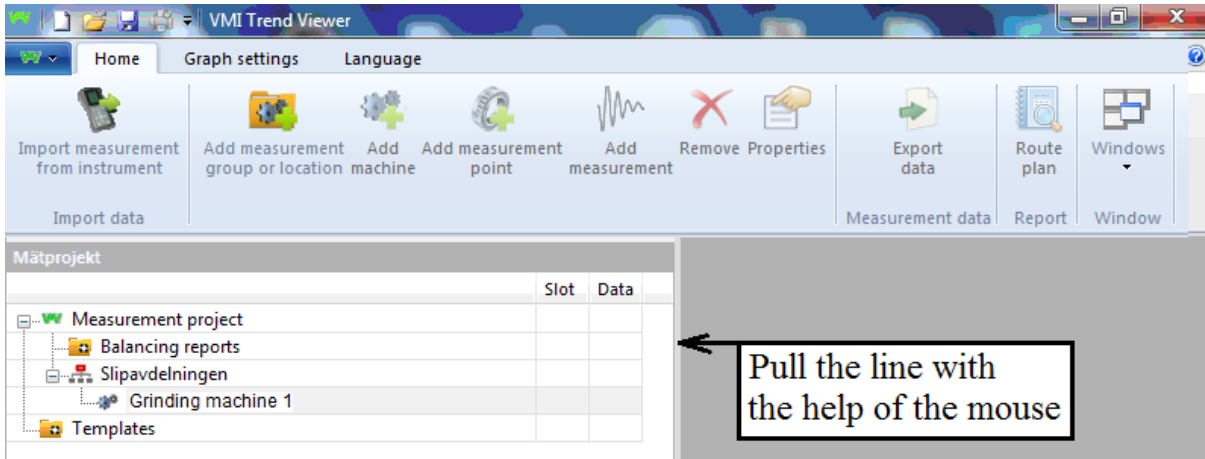 VMI Trend Viewer
Home Graph settings Language
Import measurement from instrument
Add measurement group or location
Add machine
Add measurement point
Add measurement
Remove
Properties
Export data
Route plan
Windows
Import data
Measurement data
Report
Window
Mätprojekt
Slot Data
Measurement project
Balancing reports
Slipavdelningen
Grinding machine 1
Templates
Pull the line with
the help of the mouse